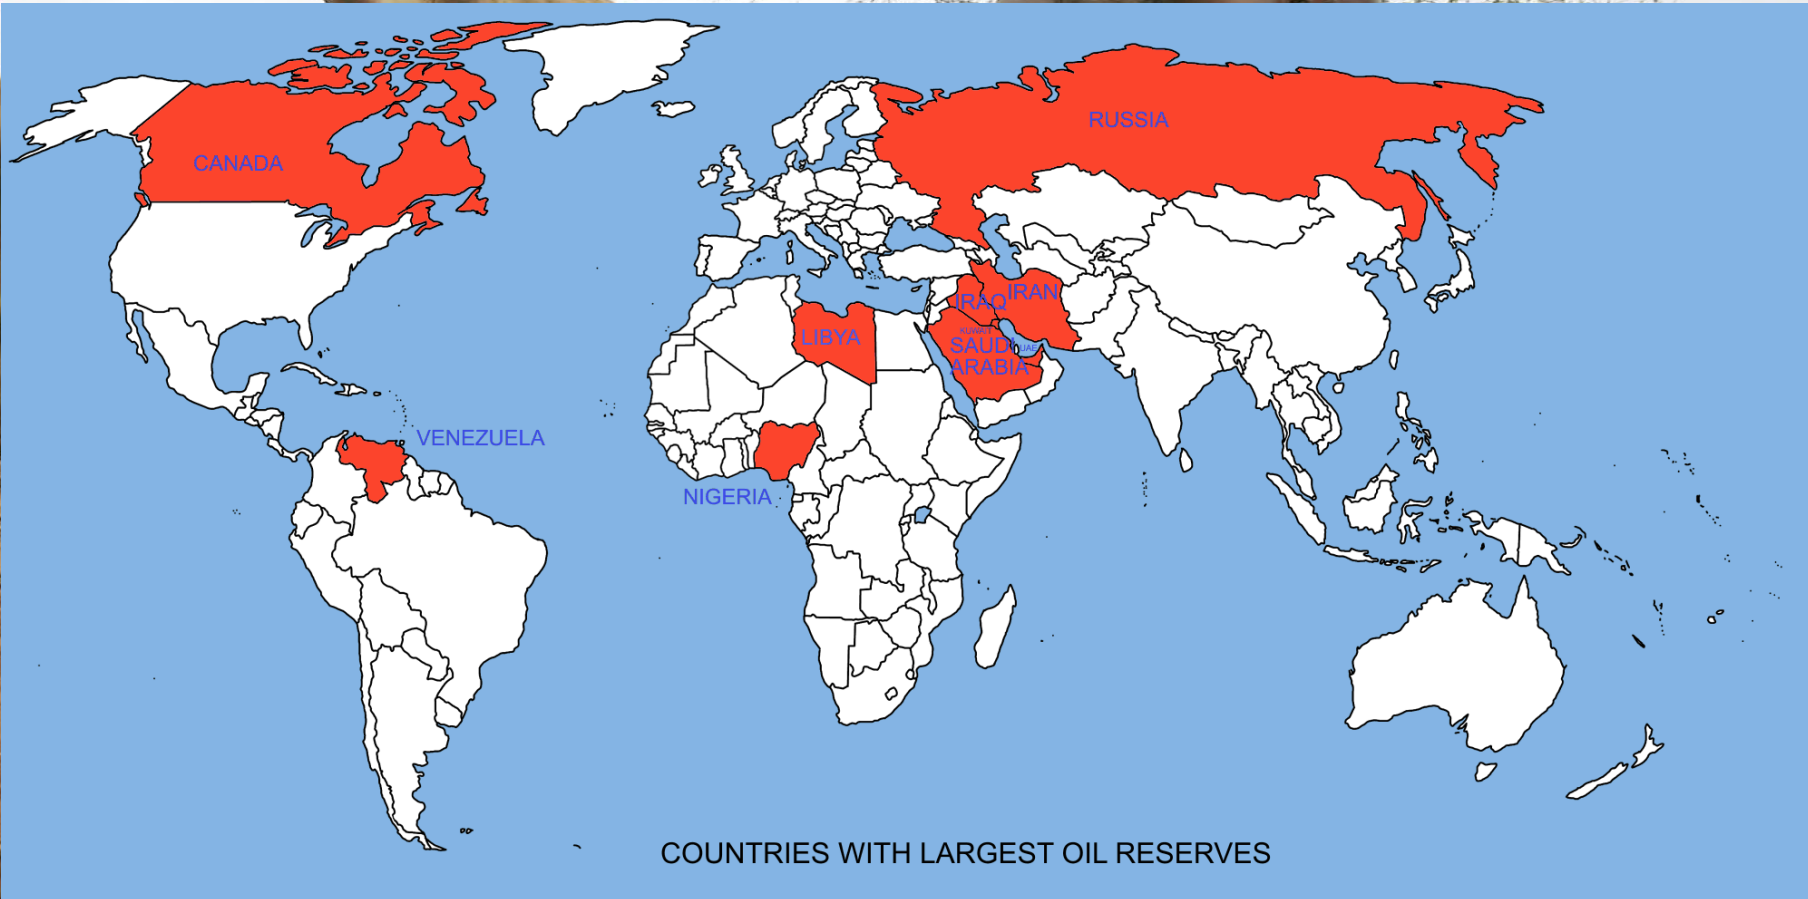 RUSSIA
CANADA
IRAN
IRAQ
KUWAIT
LIBYA
SAUDI
UAE
ARABIA
VENEZUELA
NIGERIA
COUNTRIES WITH LARGEST OIL RESERVES